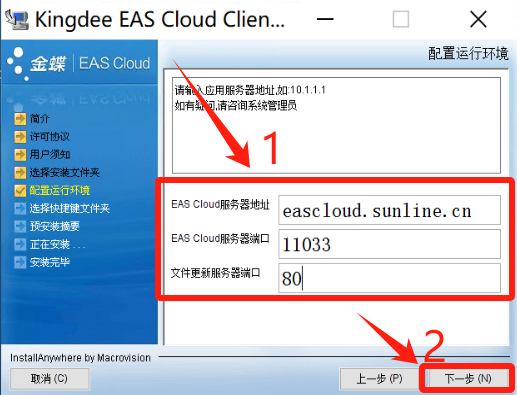 Kingdee EAS Cloud Clien...
配置运行环境
金蝶 EAS Cloud
简介
许可协议
用户须知
选择安装文件夹
配置运行环境
选择快捷键文件夹
预安装摘要
正在安装 . . .
安装完毕
请输入应用服务器地址,如:10.1.1.1
如有疑问,请咨询系统管理员
1
EAS Cloud服务器地址 eascloud.sunline.cn
EAS Cloud服务器端口 11033
文件更新服务器端口 80
2
InstallAnywhere by Macrovision
取消 (C) 上一步 (P) 下一步 (N)